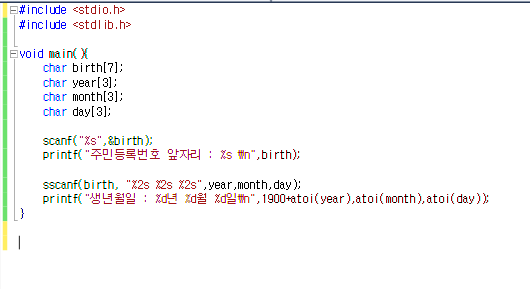 #include <stdio.h>
#include <stdlib.h>
void main(){
char birth[7];
char year[3];
char month[3];
char day[3];
scanf("%s",&birth);
printf("주민등록번호 앞자리 : %s ₩n",birth);
sscanf(birth, "%2s %2s %2s",year,month,day);
printf("생년월일 : %d년 %d월 %d일₩n",1900+atoi(year),atoi(month),atoi(day));
}